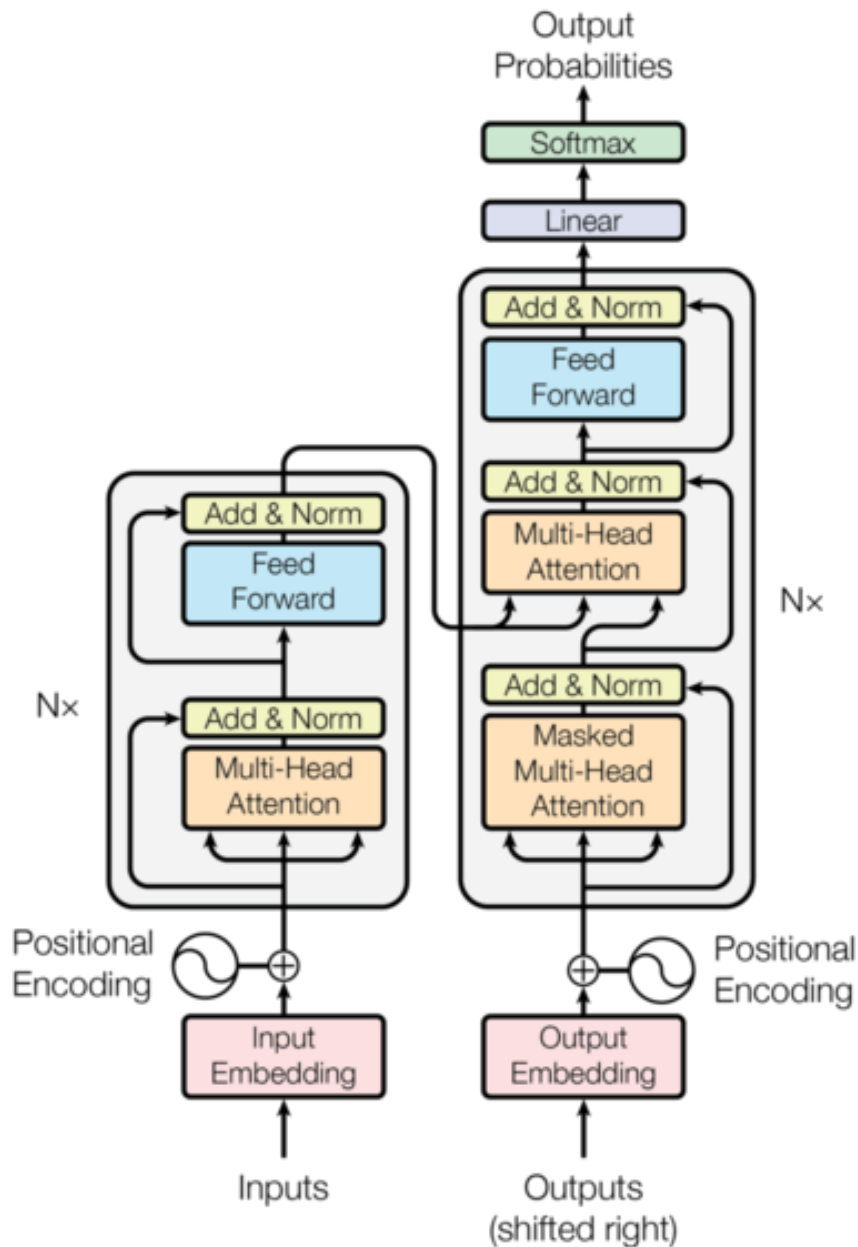 Output
Probabilities
Softmax
Linear
Add & Norm
Feed
Forward
Add & Norm
Multi-Head
Attention
N×
Add & Norm
Masked
Multi-Head
Attention
Add & Norm
Feed
Forward
N×
Add & Norm
Multi-Head
Attention
Positional
Encoding
Positional
Encoding
Input
Embedding
Output
Embedding
Inputs
Outputs
(shifted right)